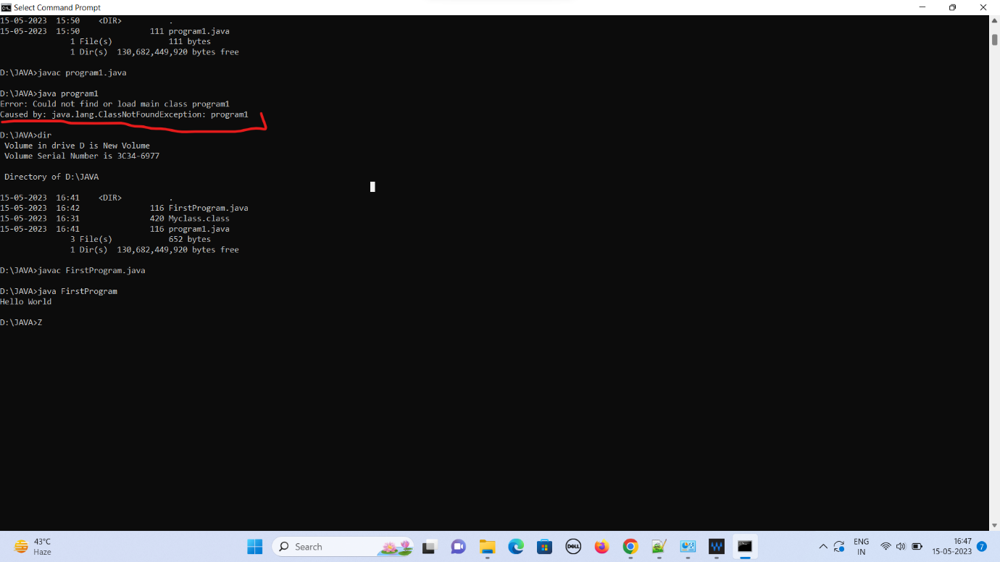 Select Command Prompt
15-05-2023  15:50    <DIR>          .
15-05-2023  15:50               111 program1.java
               1 File(s)            111 bytes
               1 Dir(s)  130,682,449,920 bytes free
D:\JAVA>javac program1.java
D:\JAVA>java program1
Error: Could not find or load main class program1
Caused by: java.lang.ClassNotFoundException: program1
D:\JAVA>dir
 Volume in drive D is New Volume
 Volume Serial Number is 3C34-6977
 Directory of D:\JAVA
15-05-2023  16:41    <DIR>          .
15-05-2023  16:42               116 FirstProgram.java
15-05-2023  16:31               420 Myclass.class
15-05-2023  16:41               116 program1.java
               3 File(s)            652 bytes
               1 Dir(s)  130,682,449,920 bytes free
D:\JAVA>javac FirstProgram.java
D:\JAVA>java FirstProgram
Hello World
D:\JAVA>Z
43°C
Haze
Search
DELL
ENG
IN
16:47
15-05-2023
7